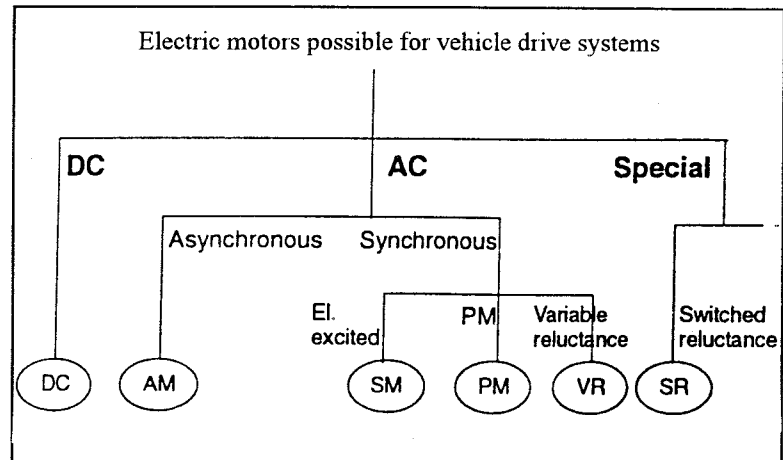 Electric motors possible for vehicle drive systems
DC
AC
Special
Asynchronous
Synchronous
El.
excited
PM
Variable
reluctance
Switched
reluctance
DC
AM
SM
PM
VR
SR